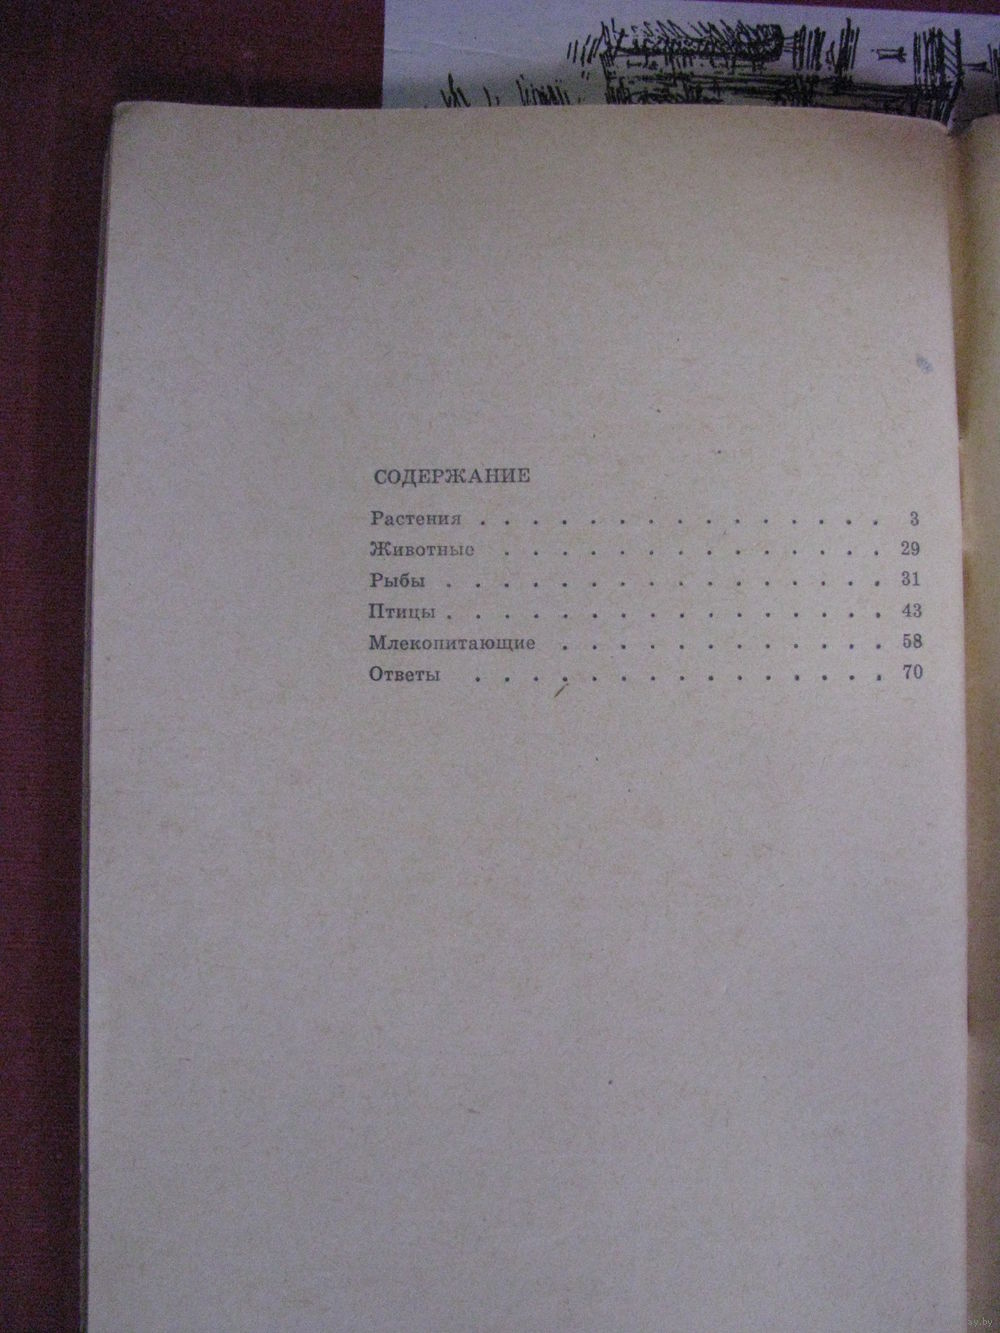 СОДЕРЖАНИЕ
Растения . . . . . . . . . . . . . . . 3
Животные . . . . . . . . . . . . . . 29
Рыбы . . . . . . . . . . . . . . . . 31
Птицы . . . . . . . . . . . . . . . . 43
Млекопитающие . . . . . . . . . . . . 58
Ответы . . . . . . . . . . . . . . . 70